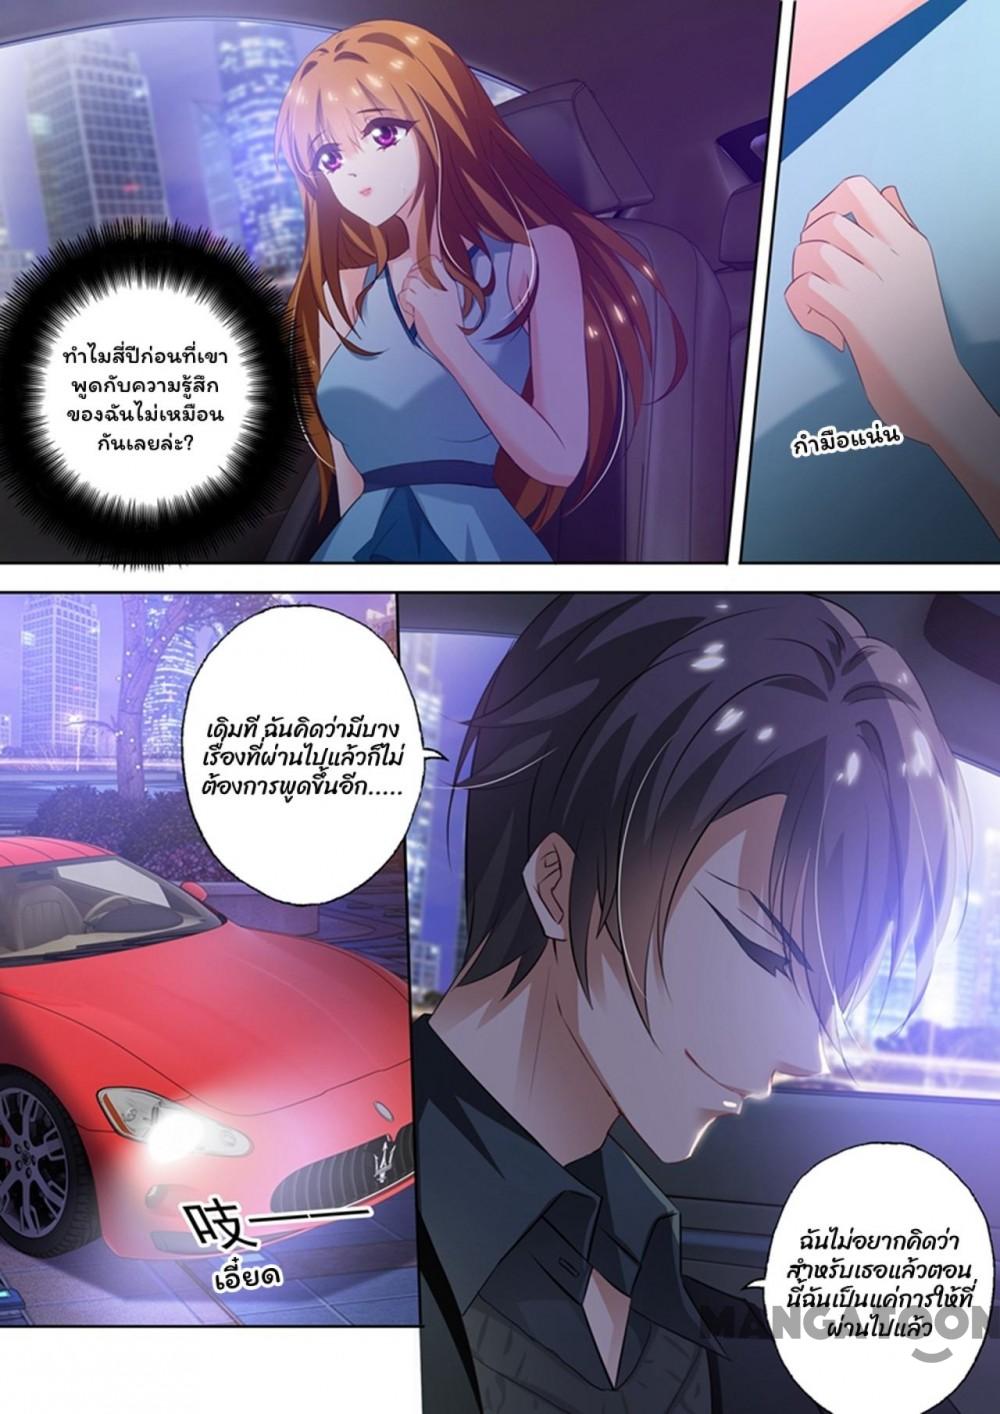 ทำไมสี่ปีก่อนที่เขา
พูดกับความรู้สึก
ของฉันไม่เหมือน
กันเลยล่ะ?
กำมือแน่น
เดิมที ฉันคิดว่ามีบาง
เรื่องที่ผ่านไปแล้วก็ไม่
ต้องการพูดขึ้นอีก.....
吱——
เอี๊ยด
ฉันไม่อยากคิดว่า
สำหรับเธอแล้วตอน
นี้ฉันเป็นแค่การให้ที่
ผ่านไปแล้ว
MANGATOON